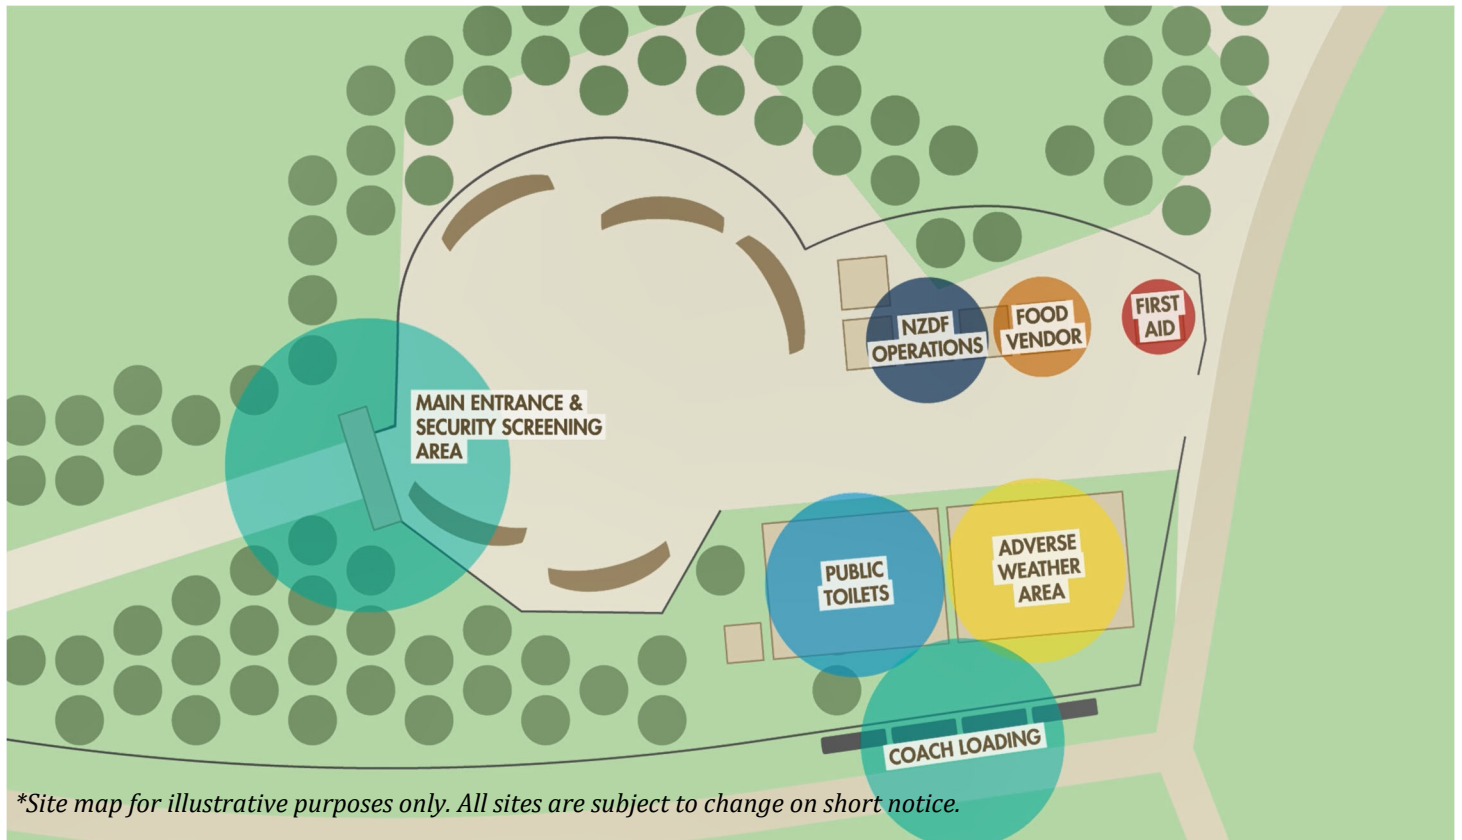 NZDF
OPERATIONS
FOOD
VENDOR
FIRST
AID
MAIN ENTRANCE &
SECURITY SCREENING
AREA
PUBLIC
TOILETS
ADVERSE
WEATHER
AREA
COACH LOADING
*Site map for illustrative purposes only. All sites are subject to change on short notice.